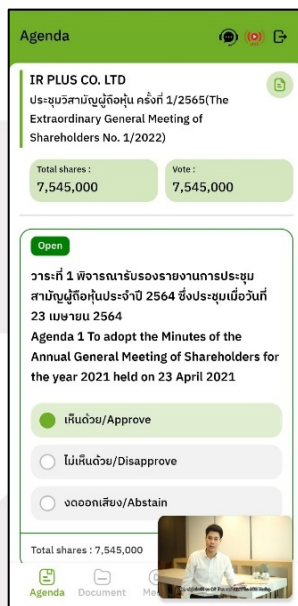 Agenda
IR PLUS CO. LTD
ประชุมวิสามัญผู้ถือหุ้น ครั้งที่ 1/2565(The
Extraordinary General Meeting of
Shareholders No. 1/2022)
Total shares :
7,545,000
Vote :
7,545,000
Open
วาระที่ 1 พิจารณารับรองรายงานการประชุม
สามัญผู้ถือหุ้นประจำปี 2564 ซึ่งประชุมเมื่อวันที่
23 เมษายน 2564
Agenda 1 To adopt the Minutes of the
Annual General Meeting of Shareholders for
the year 2021 held on 23 April 2021
เห็นด้วย/Approve
ไม่เห็นด้วย/Disapprove
งดออกเสียง/Abstain
Total shares : 7,545,000
Agenda
Document